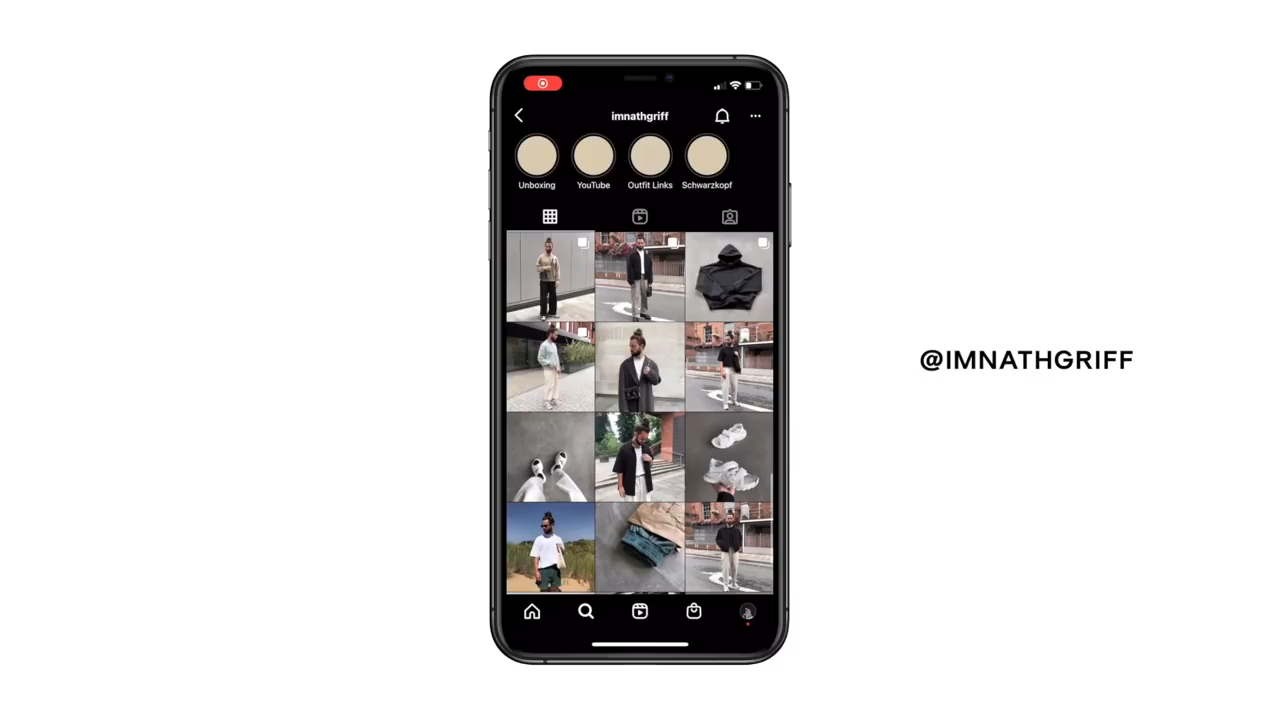 imnathgriff
Unboxing
YouTube
Outfit Links
Schwarzkopf
@IMNATHGRIFF